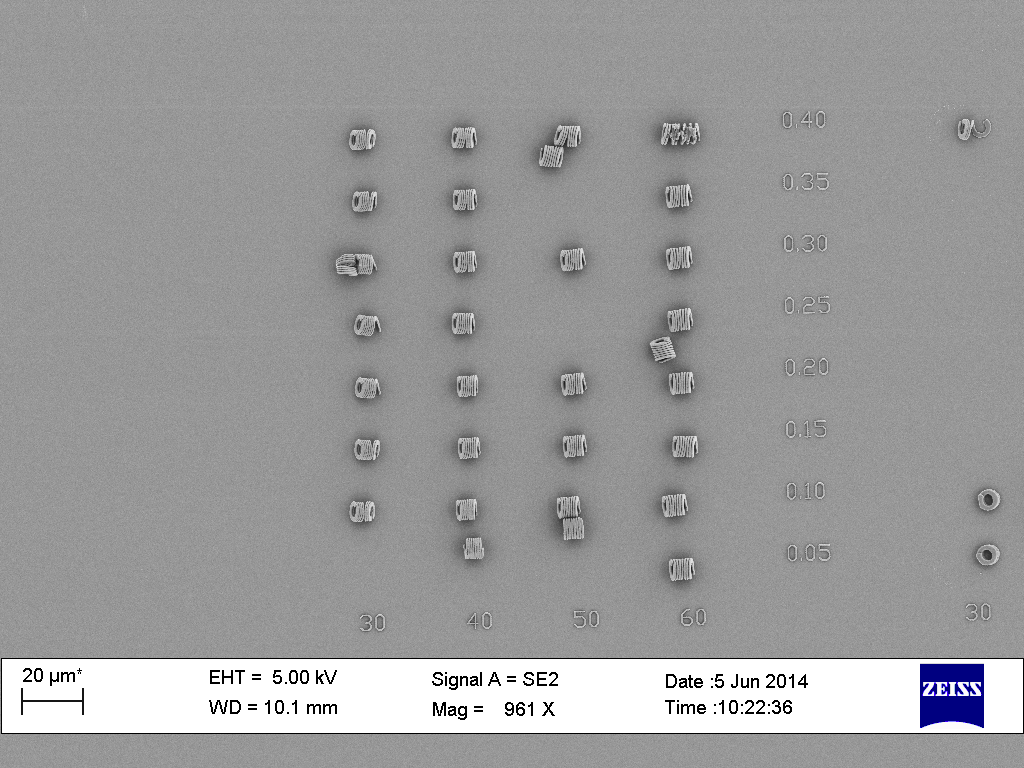 0.40
0.35
0.30
0.25
0.20
0.15
0.10
0.05
30 40 50 60 30
20 µm*
EHT = 5.00 kV Signal A = SE2 Date :5 Jun 2014
WD = 10.1 mm Mag = 961 X Time :10:22:36
ZEISS